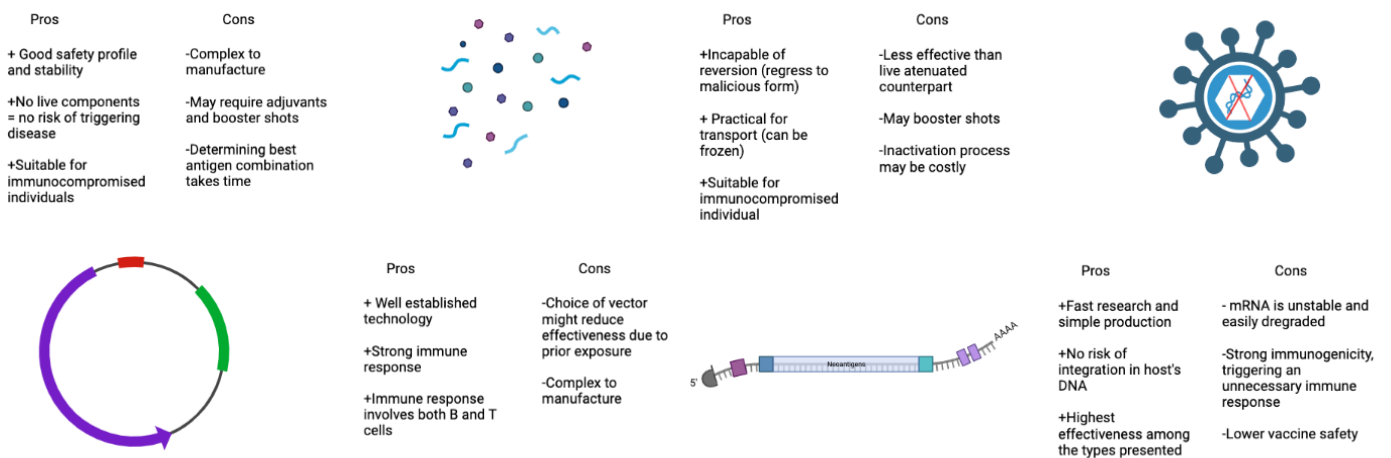 Pros
+ Good safety profile
and stability
+No live components
= no risk of triggering
disease
+Suitable for
immunocompromised
individuals
Cons
-Complex to
manufacture
-May require adjuvants
and booster shots
-Determining best
antigen combination
takes time
Pros
+Incapable of
reversion (regress to
malicious form)
+ Practical for
transport (can be
frozen)
+Suitable for
immunocompromised
individual
Cons
-Less effective than
live atenuated
counterpart
-May booster shots
-Inactivation process
may be costly
Pros
+ Well established
technology
+Strong immune
response
+Immune response
involves both B and T
cells
Cons
-Choice of vector
might reduce
effectiveness due to
prior exposure
-Complex to
manufacture
5'
Neoantigens
AAAA
Pros
+Fast research and
simple production
+No risk of
integration in host's
DNA
+Highest
effectiveness among
the types presented
Cons
- mRNA is unstable and
easily dregraded
-Strong immunogenicity,
triggering an
unnecessary immune
response
-Lower vaccine safety